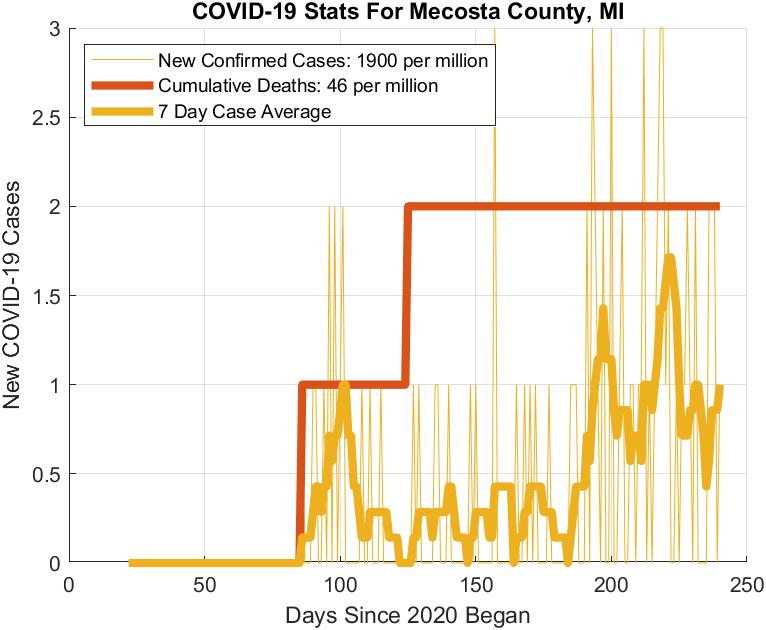 COVID-19 Stats For Mecosta County, MI
New Confirmed Cases: 1900 per million
Cumulative Deaths: 46 per million
7 Day Case Average
New COVID-19 Cases
3
2.5
2
1.5
1
0.5
0
0 50 100 150 200 250
Days Since 2020 Began